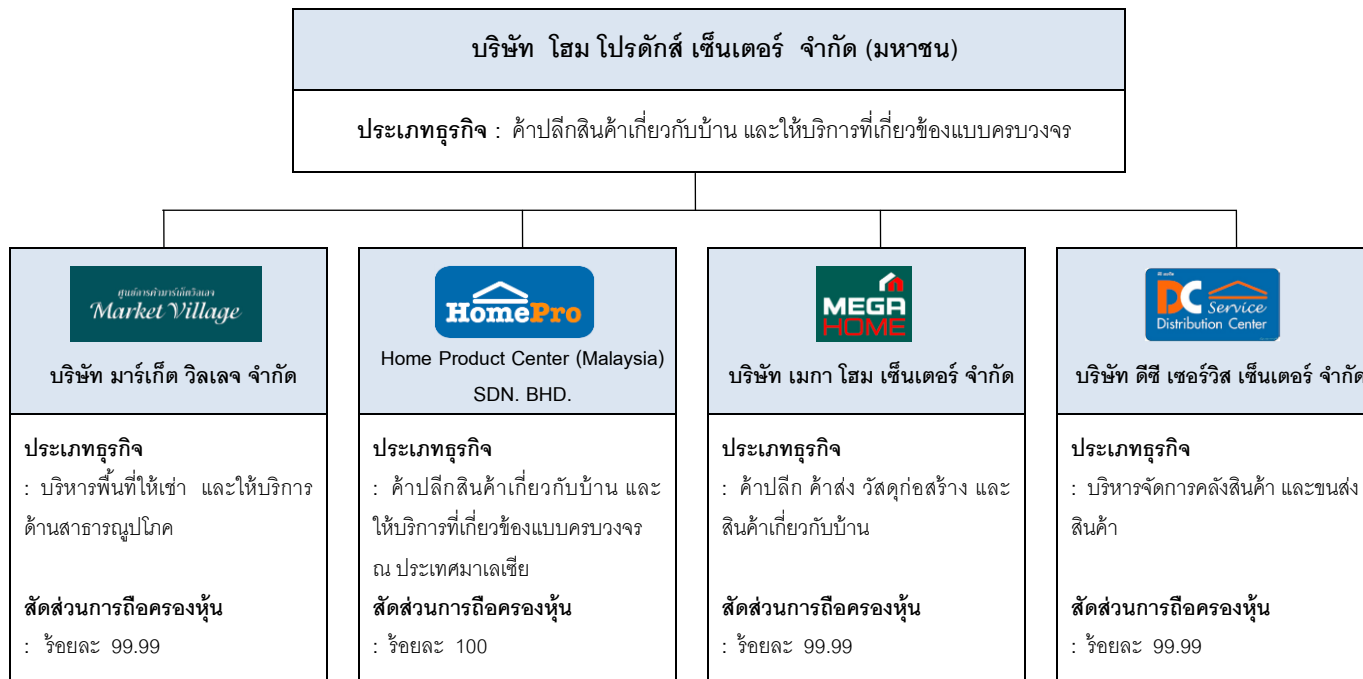 บริษัท โฮม โปรดักส์ เซ็นเตอร์ จำกัด (มหาชน)
ประเภทธุรกิจ : ค้าปลีกสินค้าเกี่ยวกับบ้าน และให้บริการที่เกี่ยวข้องแบบครบวงจร
ศูนย์การค้ามาร์เก็ตวิลเลจ
Market Village
บริษัท มาร์เก็ต วิลเลจ จำกัด
ประเภทธุรกิจ
: บริหารพื้นที่ให้เช่า และให้บริการ
ด้านสาธารณูปโภค
สัดส่วนการถือครองหุ้น
: ร้อยละ 99.99
HomePro
Home Product Center (Malaysia)
SDN. BHD.
ประเภทธุรกิจ
: ค้าปลีกสินค้าเกี่ยวกับบ้าน และ
ให้บริการที่เกี่ยวข้องแบบครบวงจร
ณ ประเทศมาเลเซีย
สัดส่วนการถือครองหุ้น
: ร้อยละ 100
MEGA
HOME
บริษัท เมกา โฮม เซ็นเตอร์ จำกัด
ประเภทธุรกิจ
: ค้าปลีก ค้าส่ง วัสดุก่อสร้าง และ
สินค้าเกี่ยวกับบ้าน
สัดส่วนการถือครองหุ้น
: ร้อยละ 99.99
DC Service
Distribution Center
บริษัท ดีซี เซอร์วิส เซ็นเตอร์ จำกัด
ประเภทธุรกิจ
: บริหารจัดการคลังสินค้า และขนส่ง
สินค้า
สัดส่วนการถือครองหุ้น
: ร้อยละ 99.99